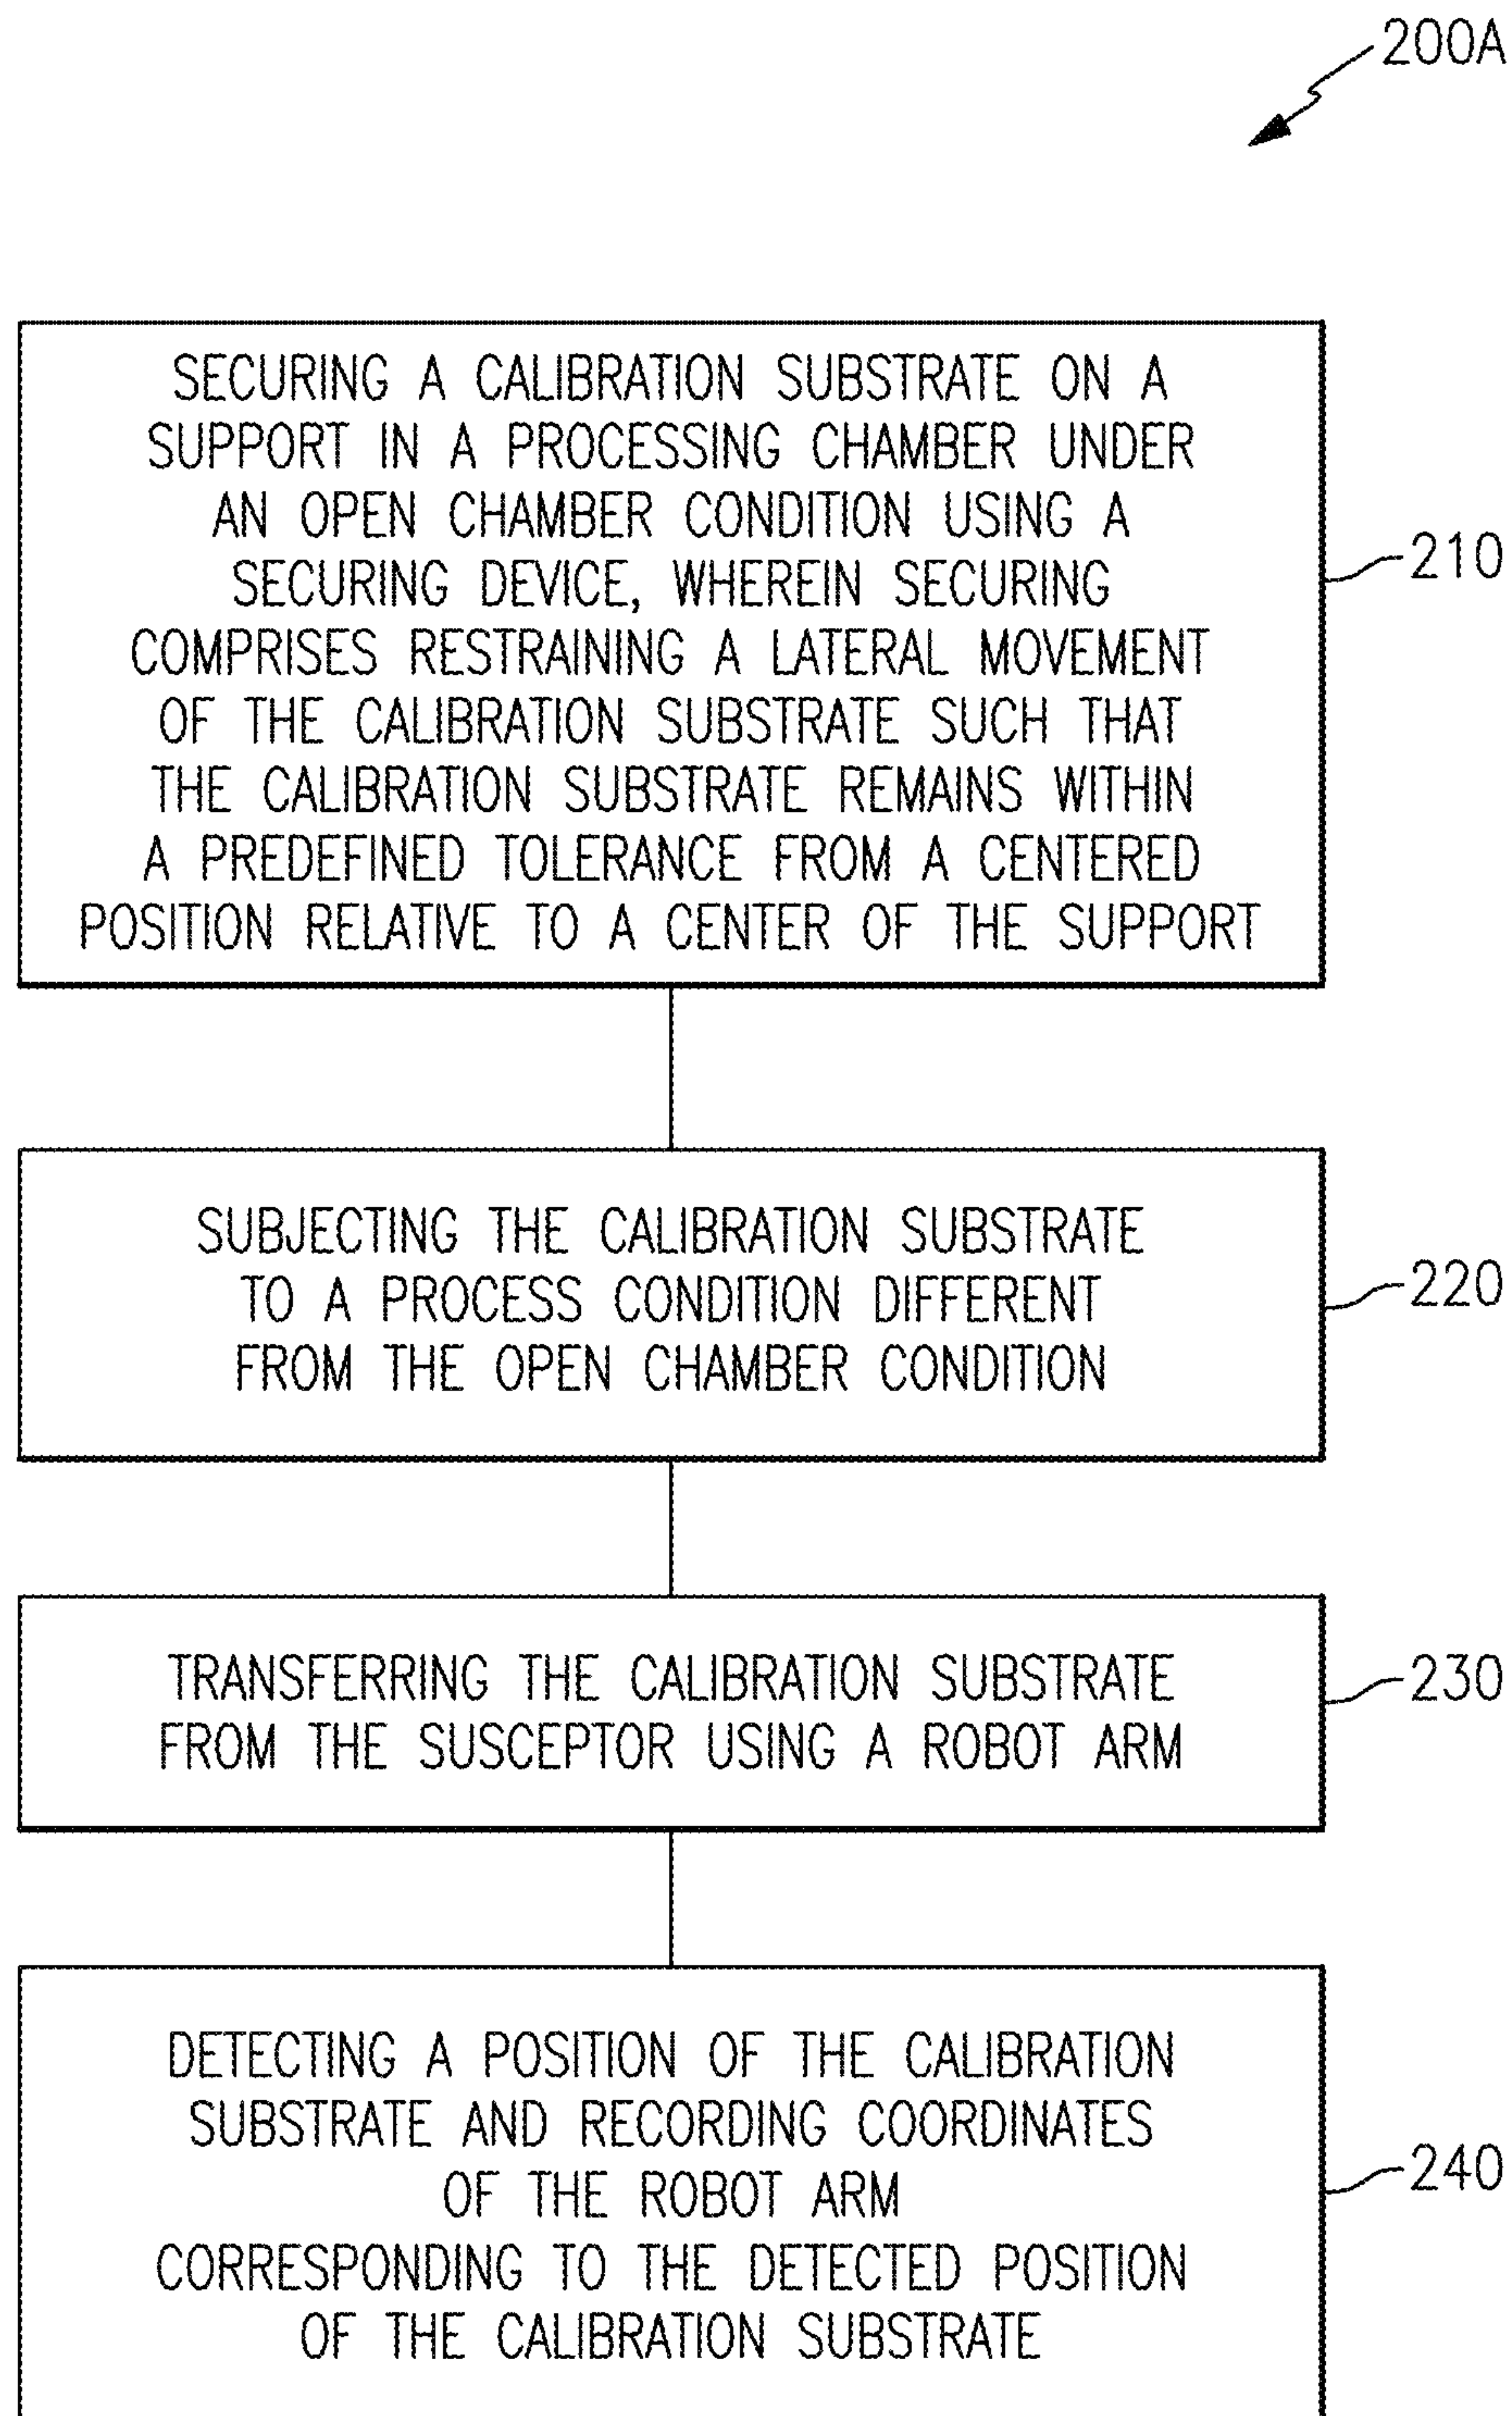 200A
SECURING A CALIBRATION SUBSTRATE ON A
SUPPORT IN A PROCESSING CHAMBER UNDER
AN OPEN CHAMBER CONDITION USING A
SECURING DEVICE, WHEREIN SECURING
COMPRISES RESTRAINING A LATERAL MOVEMENT
OF THE CALIBRATION SUBSTRATE SUCH THAT
THE CALIBRATION SUBSTRATE REMAINS WITHIN
A PREDEFINED TOLERANCE FROM A CENTERED
POSITION RELATIVE TO A CENTER OF THE SUPPORT
210
SUBJECTING THE CALIBRATION SUBSTRATE
TO A PROCESS CONDITION DIFFERENT
FROM THE OPEN CHAMBER CONDITION
220
TRANSFERRING THE CALIBRATION SUBSTRATE
FROM THE SUSCEPTOR USING A ROBOT ARM
230
DETECTING A POSITION OF THE CALIBRATION
SUBSTRATE AND RECORDING COORDINATES
OF THE ROBOT ARM
CORRESPONDING TO THE DETECTED POSITION
OF THE CALIBRATION SUBSTRATE
240